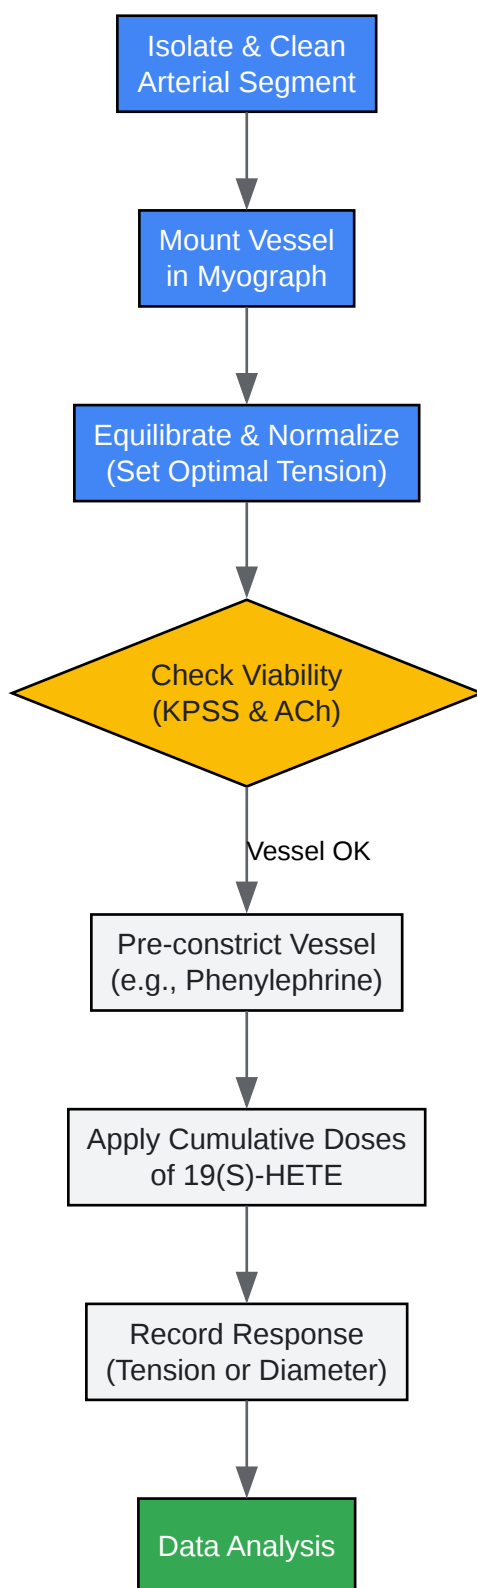 Isolate & Clean
Arterial Segment
Mount Vessel
in Myograph
Equilibrate & Normalize
(Set Optimal Tension)
Check Viability
(KPSS & ACh)
Vessel OK
Pre-constrict Vessel
(e.g., Phenylephrine)
Apply Cumulative Doses
of 19(S)-HETE
Record Response
(Tension or Diameter)
Data Analysis